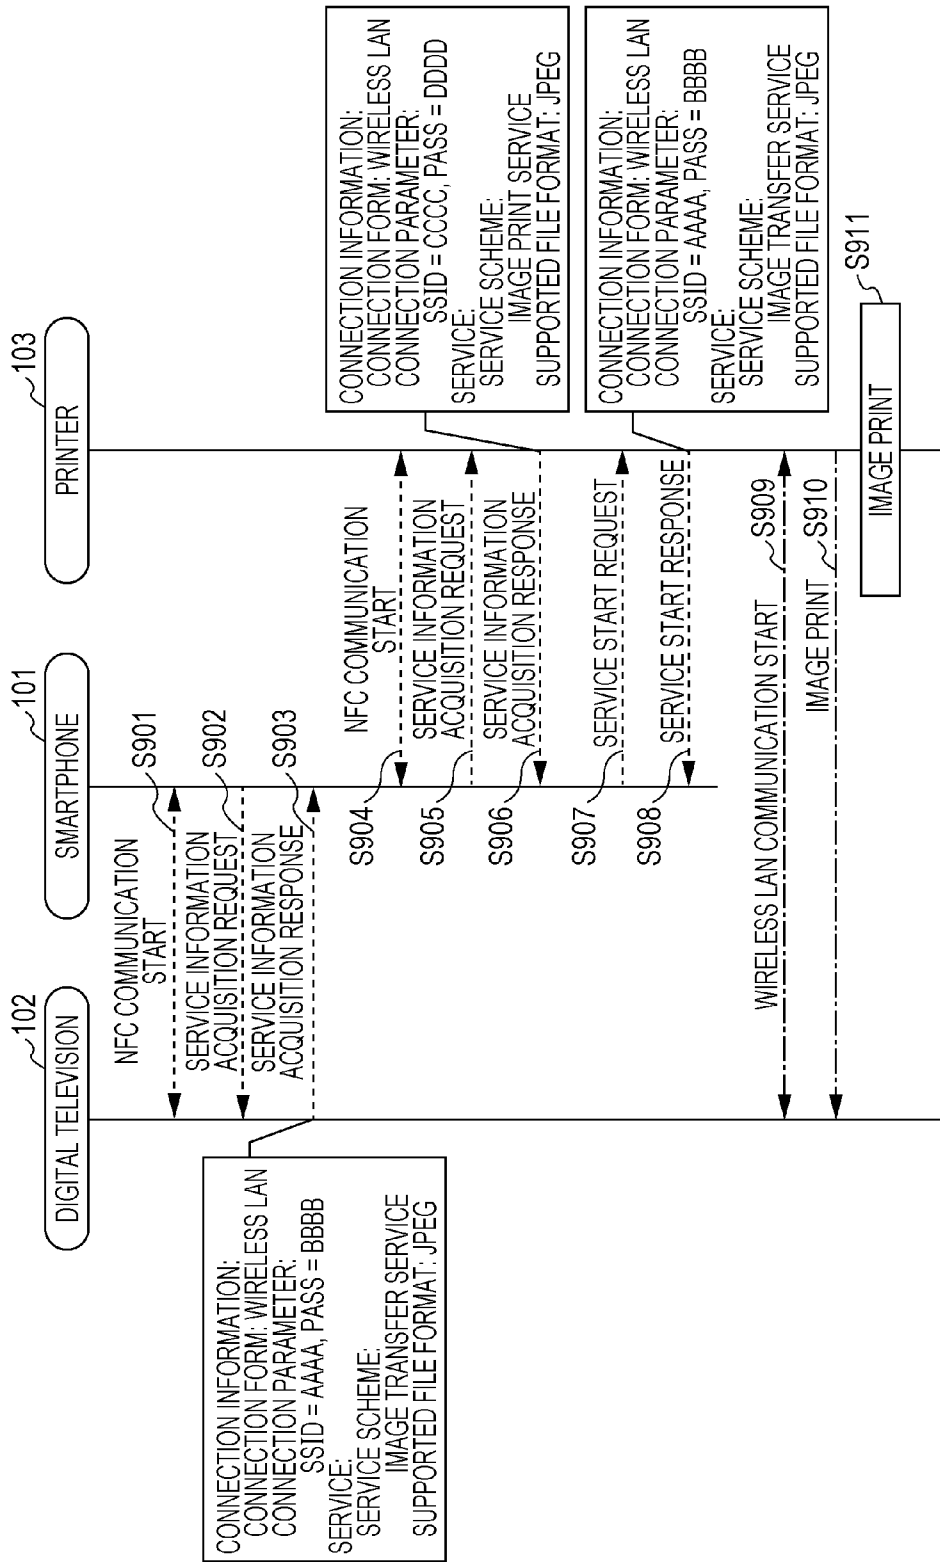 102
DIGITAL TELEVISION
101
SMARTPHONE
103
PRINTER
NFC COMMUNICATION
START
S901
SERVICE INFORMATION
ACQUISITION REQUEST
S902
SERVICE INFORMATION
ACQUISITION RESPONSE
S903
CONNECTION INFORMATION:
CONNECTION FORM: WIRELESS LAN
CONNECTION PARAMETER:
SSID = AAAA, PASS = BBBB
SERVICE:
SERVICE SCHEME:
IMAGE TRANSFER SERVICE
SUPPORTED FILE FORMAT: JPEG
NFC COMMUNICATION
START
S904
SERVICE INFORMATION
ACQUISITION REQUEST
S905
SERVICE INFORMATION
ACQUISITION RESPONSE
S906
CONNECTION INFORMATION:
CONNECTION FORM: WIRELESS LAN
CONNECTION PARAMETER:
SSID = CCCC, PASS = DDDD
SERVICE:
SERVICE SCHEME:
IMAGE PRINT SERVICE
SUPPORTED FILE FORMAT: JPEG
SERVICE START REQUEST
S907
SERVICE START RESPONSE
S908
CONNECTION INFORMATION:
CONNECTION FORM: WIRELESS LAN
CONNECTION PARAMETER:
SSID = AAAA, PASS = BBBB
SERVICE:
SERVICE SCHEME:
IMAGE TRANSFER SERVICE
SUPPORTED FILE FORMAT: JPEG
WIRELESS LAN COMMUNICATION START
S909
IMAGE PRINT
S910
IMAGE PRINT
S911